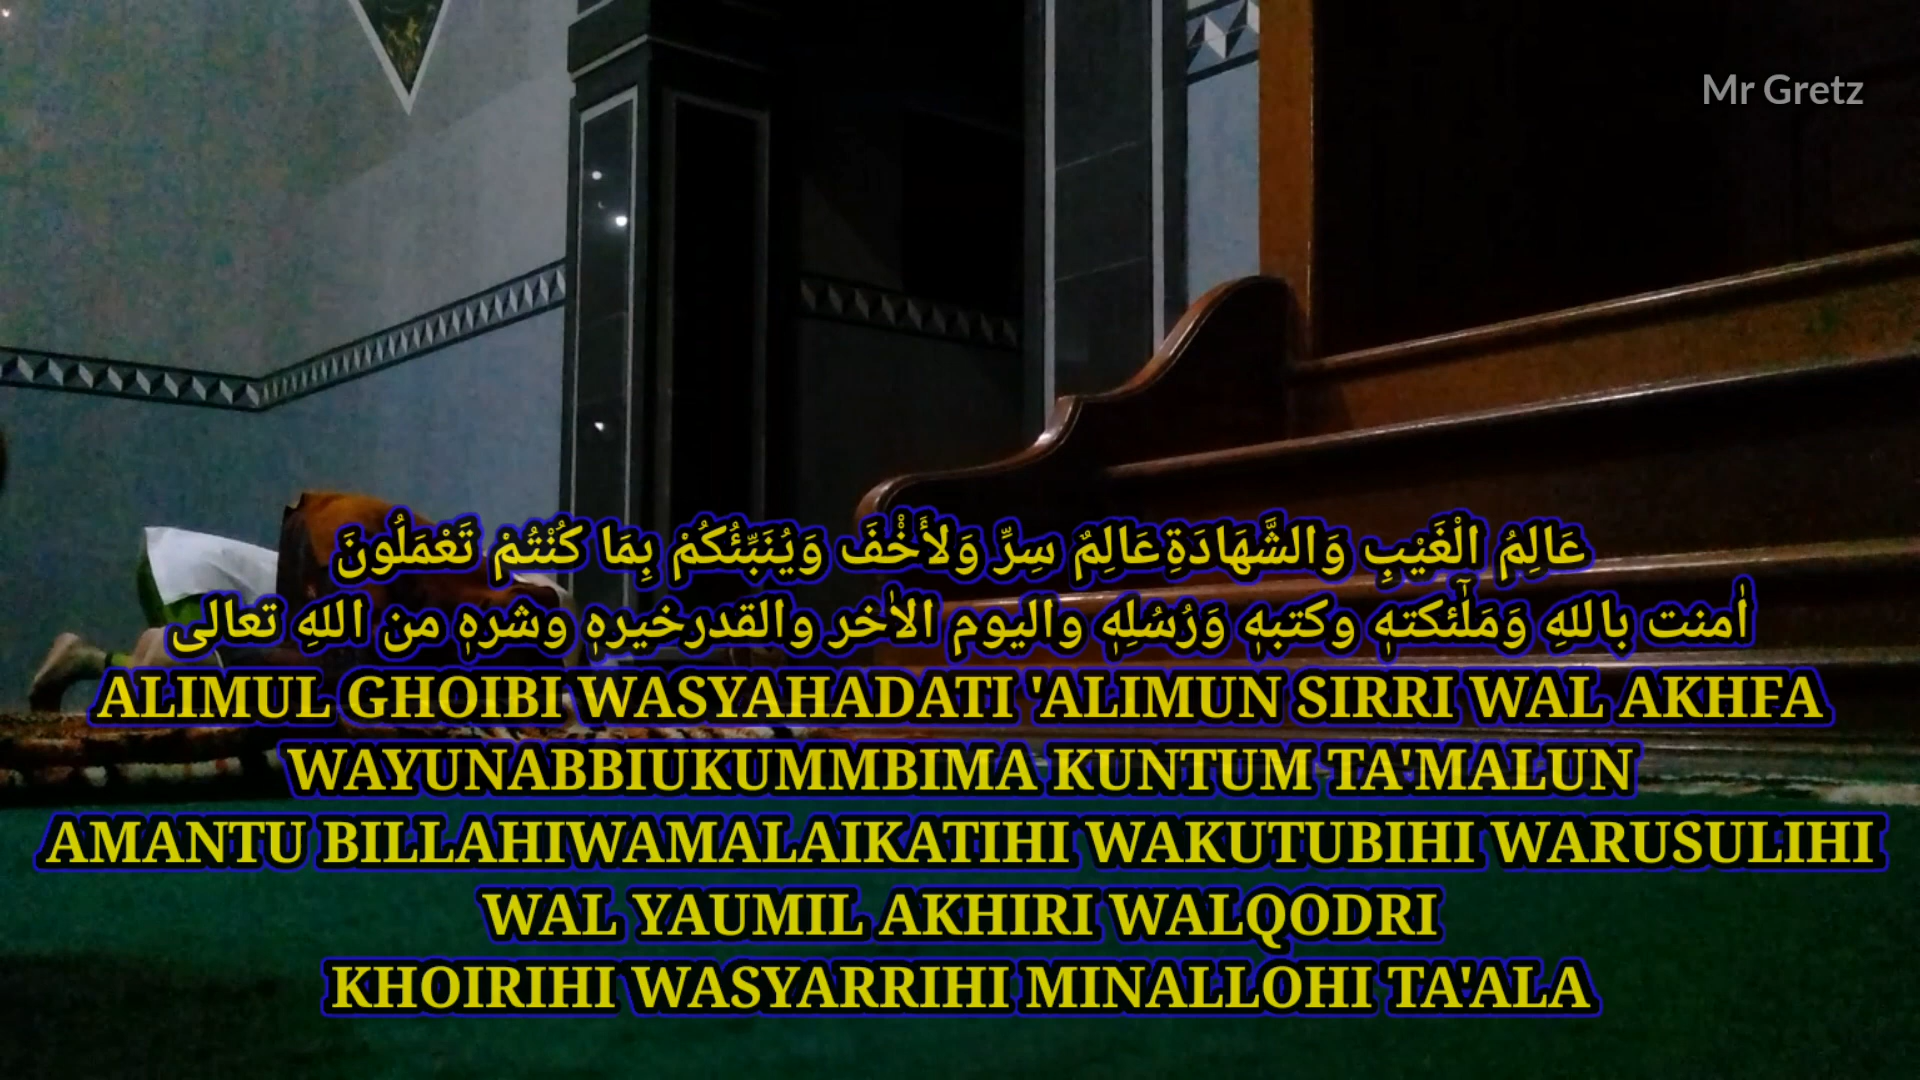 Mr Gretz
عَالِمُ الْغَيْبِ وَالشَّهَادَةِعَالِمٌ سِرِّ وَلأَخْفَ وَيُنَبِّئُكُمْ بِمَا كُنْتُمْ تَعْمَلُونَ
اٰمنت باللهِ وَمَلٰٓئكتهٖ وكتبهٖ وَرُسُلِهٖ واليوم الاٰخر والقدرخيرهٖ وشرهٖ من اللهِ تعالى
ALIMUL GHOIBI WASYAHADATI 'ALIMUN SIRRI WAL AKHFA
WAYUNABBIUKUMMBIMA KUNTUM TA'MALUN
AMANTU BILLAHIWAMALAIKATIHI WAKUTUBIHI WARUSULIHI
WAL YAUMIL AKHIRI WALQODRI
KHOIRIHI WASYARRIHI MINALLOHI TA'ALA